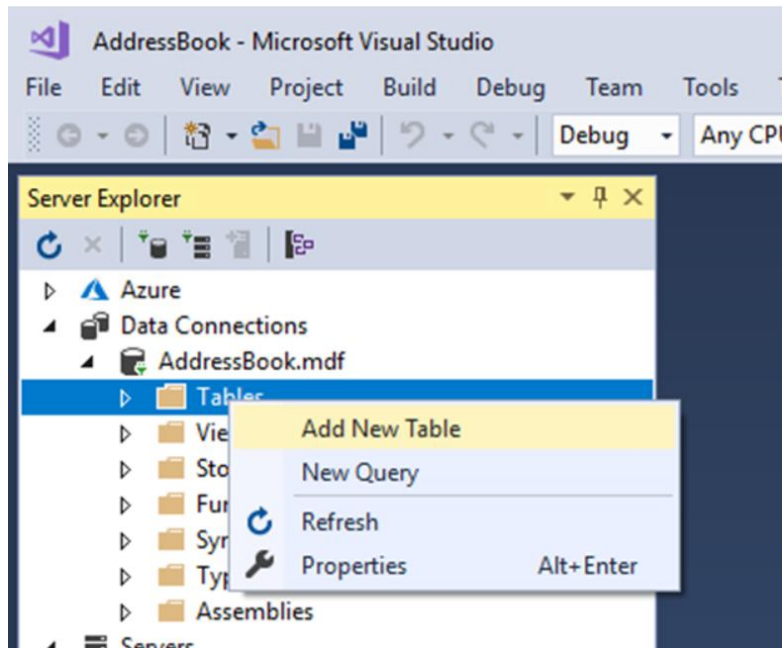 AddressBook - Microsoft Visual Studio
File Edit View Project Build Debug Team Tools
Debug Any CPU
Server Explorer
Azure
Data Connections
AddressBook.mdf
Tables
Add New Table
New Query
Refresh
Properties Alt+Enter
Assemblies
Servers